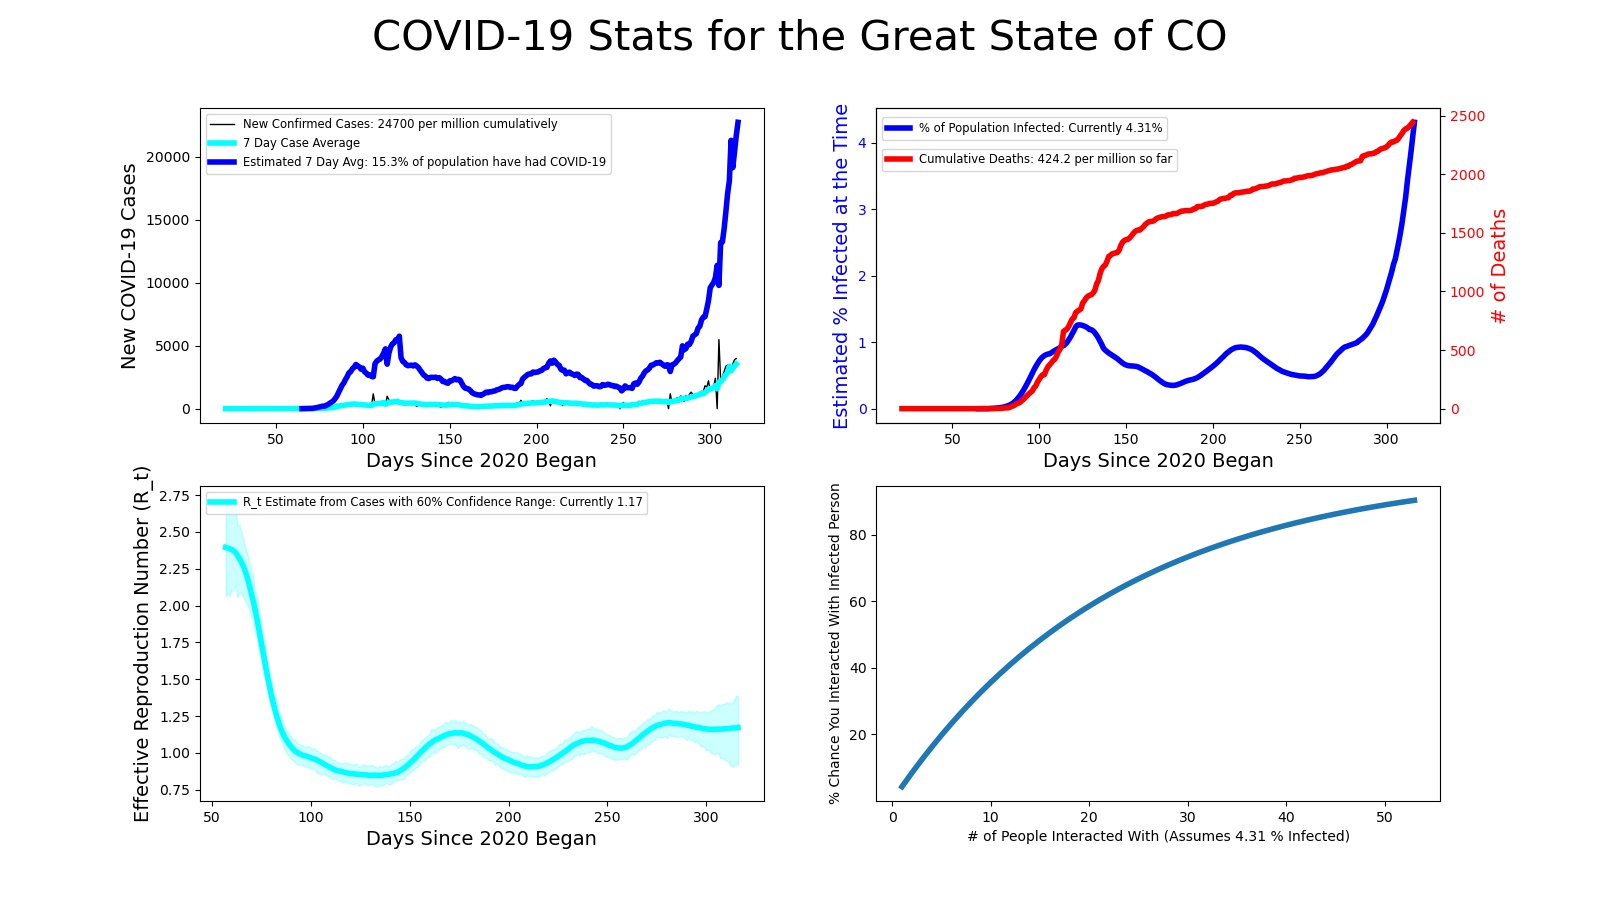 COVID-19 Stats for the Great State of CO
New COVID-19 Cases
20000
15000
10000
5000
0
New Confirmed Cases: 24700 per million cumulatively
7 Day Case Average
Estimated 7 Day Avg: 15.3% of population have had COVID-19
50 100 150 200 250 300
Days Since 2020 Began
Estimated % Infected at the Time
4
3
2
1
0
% of Population Infected: Currently 4.31%
Cumulative Deaths: 424.2 per million so far
2500
2000
1500
1000
500
0
# of Deaths
50 100 150 200 250 300
Days Since 2020 Began
Effective Reproduction Number (R_t)
2.75
2.50
2.25
2.00
1.75
1.50
1.25
1.00
0.75
R_t Estimate from Cases with 60% Confidence Range: Currently 1.17
50 100 150 200 250 300
Days Since 2020 Began
% Chance You Interacted With Infected Person
80
60
40
20
0 10 20 30 40 50
# of People Interacted With (Assumes 4.31 % Infected)